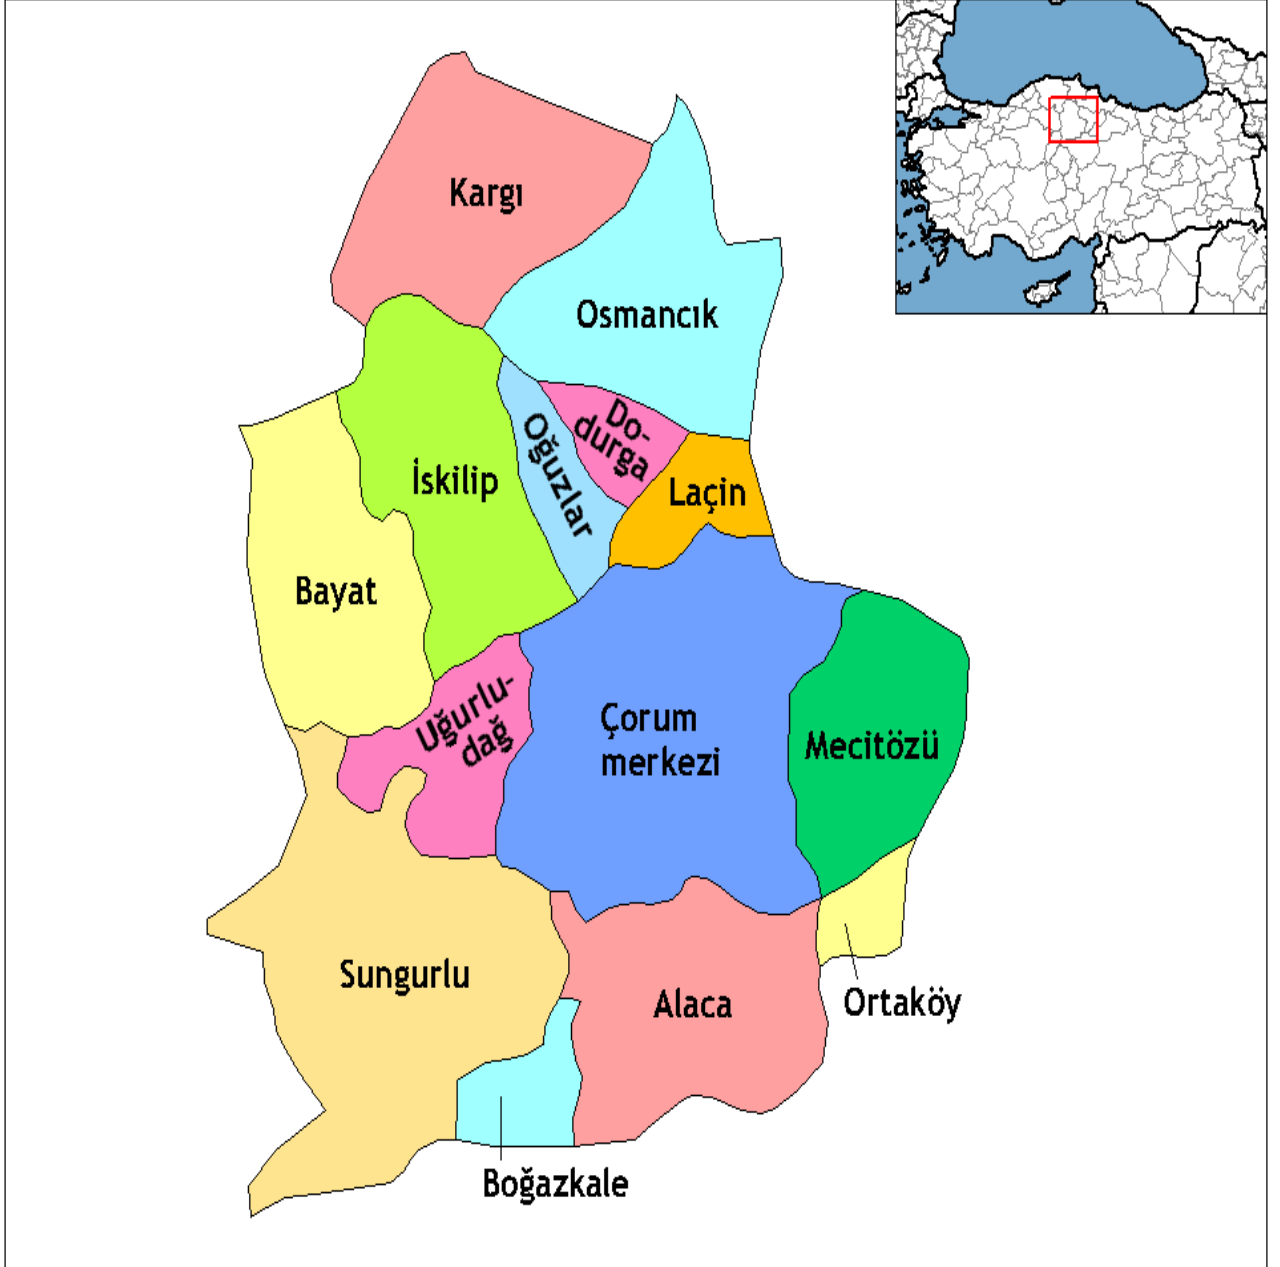 Kargı
Osmancık
Do-
durga
Oğuzlar
İskilip
Laçin
Bayat
Uğurlu-
dağ
Çorum
merkezi
Mecitözü
Sungurlu
Alaca
Ortaköy
Boğazkale